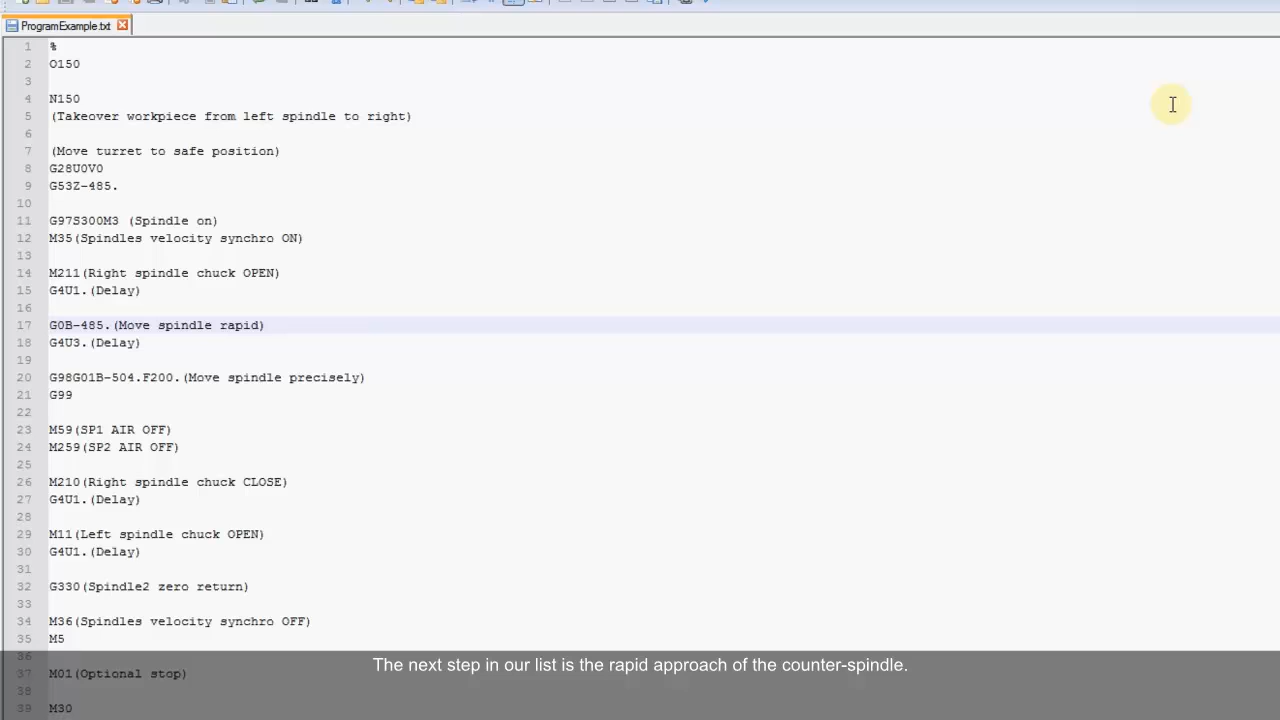 ProgramExample.txt
1 %
2 O150
3
4 N150
5 (Takeover workpiece from left spindle to right)
6
7 (Move turret to safe position)
8 G28U0V0
9 G53Z-485.
10
11 G97S300M3 (Spindle on)
12 M35(Spindles velocity synchro ON)
13
14 M211(Right spindle chuck OPEN)
15 G4U1.(Delay)
16
17 G0B-485.(Move spindle rapid)
18 G4U3.(Delay)
19
20 G98G01B-504.F200.(Move spindle precisely)
21 G99
22
23 M59(SP1 AIR OFF)
24 M259(SP2 AIR OFF)
25
26 M210(Right spindle chuck CLOSE)
27 G4U1.(Delay)
28
29 M11(Left spindle chuck OPEN)
30 G4U1.(Delay)
31
32 G330(Spindle2 zero return)
33
34 M36(Spindles velocity synchro OFF)
35 M5
36
The next step in our list is the rapid approach of the counter-spindle.
37 M01(Optional stop)
38
39 M30